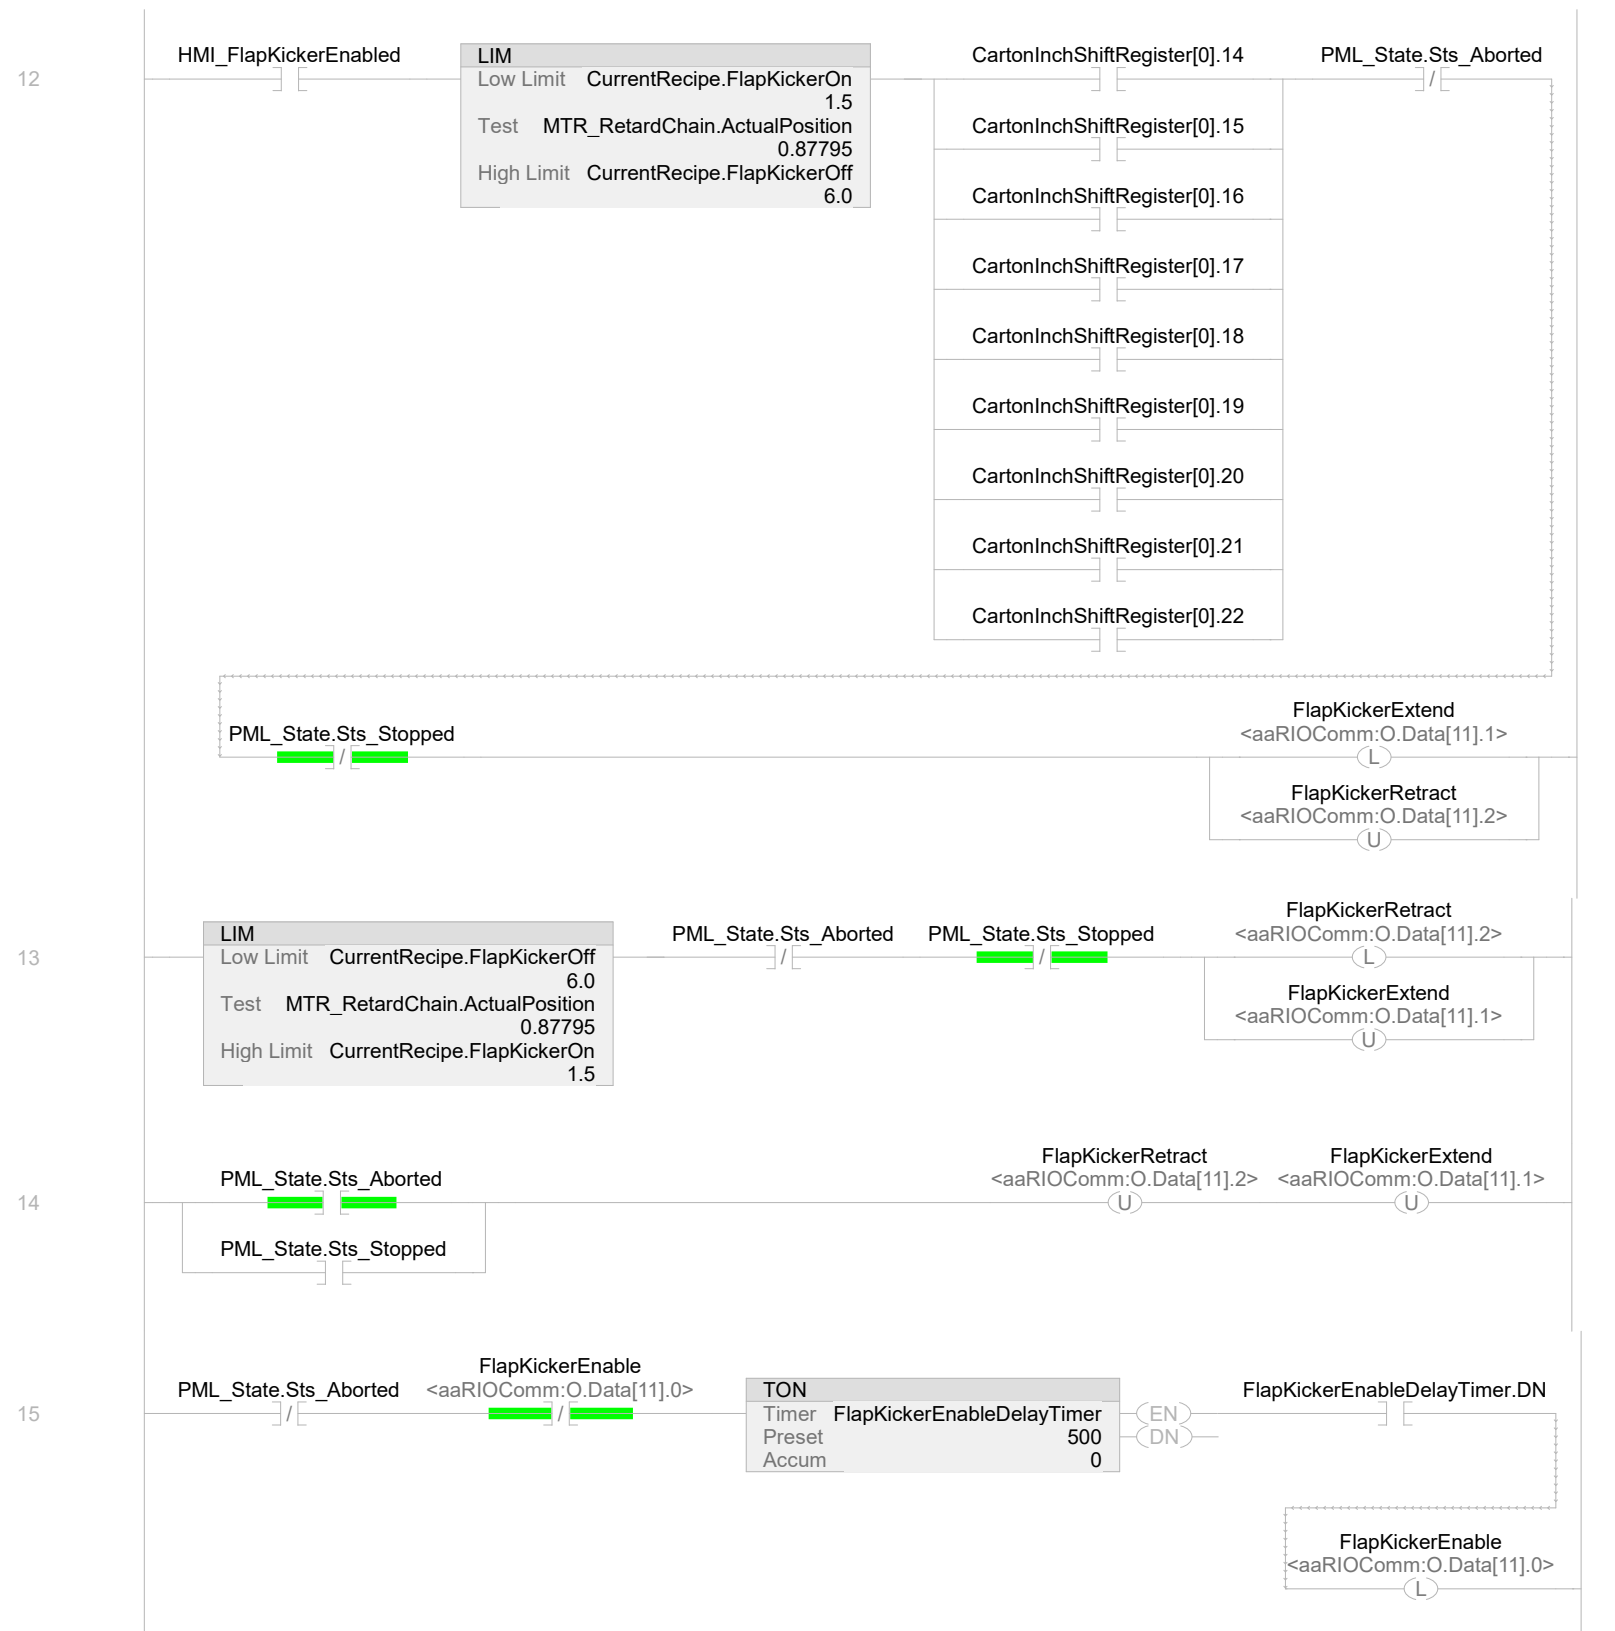 12
HMI_FlapKickerEnabled
LIM
Low Limit CurrentRecipe.FlapKickerOn
1.5
Test MTR_RetardChain.ActualPosition
0.87795
High Limit CurrentRecipe.FlapKickerOff
6.0
CartonInchShiftRegister[0].14
CartonInchShiftRegister[0].15
CartonInchShiftRegister[0].16
CartonInchShiftRegister[0].17
CartonInchShiftRegister[0].18
CartonInchShiftRegister[0].19
CartonInchShiftRegister[0].20
CartonInchShiftRegister[0].21
CartonInchShiftRegister[0].22
PML_State.Sts_Aborted
/
PML_State.Sts_Stopped
/
FlapKickerExtend
<aaRIOComm:O.Data[11].1>
L
FlapKickerRetract
<aaRIOComm:O.Data[11].2>
U
13
LIM
Low Limit CurrentRecipe.FlapKickerOff
6.0
Test MTR_RetardChain.ActualPosition
0.87795
High Limit CurrentRecipe.FlapKickerOn
1.5
PML_State.Sts_Aborted
/
PML_State.Sts_Stopped
/
FlapKickerRetract
<aaRIOComm:O.Data[11].2>
L
FlapKickerExtend
<aaRIOComm:O.Data[11].1>
U
14
PML_State.Sts_Aborted
PML_State.Sts_Stopped
FlapKickerRetract
<aaRIOComm:O.Data[11].2>
U
FlapKickerExtend
<aaRIOComm:O.Data[11].1>
U
15
PML_State.Sts_Aborted
/
FlapKickerEnable
<aaRIOComm:O.Data[11].0>
/
TON
Timer FlapKickerEnableDelayTimer
Preset 500
Accum 0
EN
DN
FlapKickerEnableDelayTimer.DN
FlapKickerEnable
<aaRIOComm:O.Data[11].0>
L